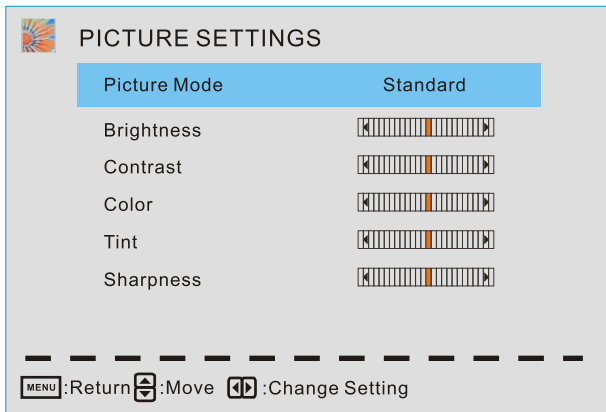 PICTURE SETTINGS
Picture Mode Standard
Brightness
Contrast
Color
Tint
Sharpness
MENU :Return :Move :Change Setting